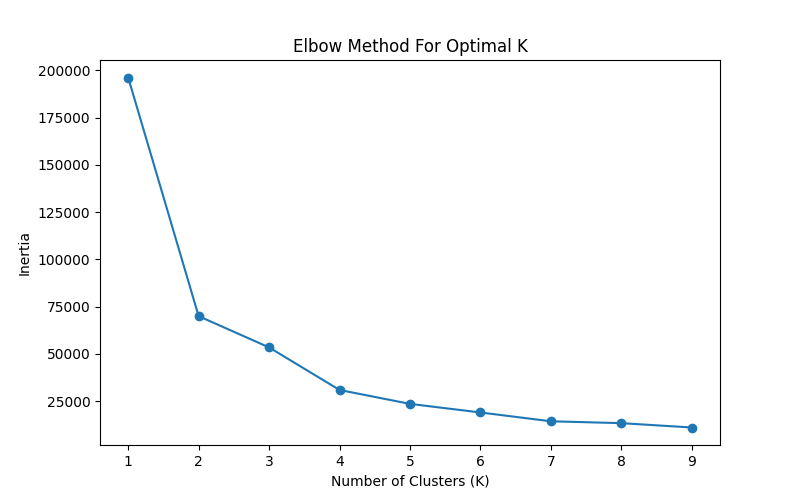 Elbow Method For Optimal K
200000
175000
150000
125000
100000
75000
50000
25000
Inertia
1 2 3 4 5 6 7 8 9
Number of Clusters (K)